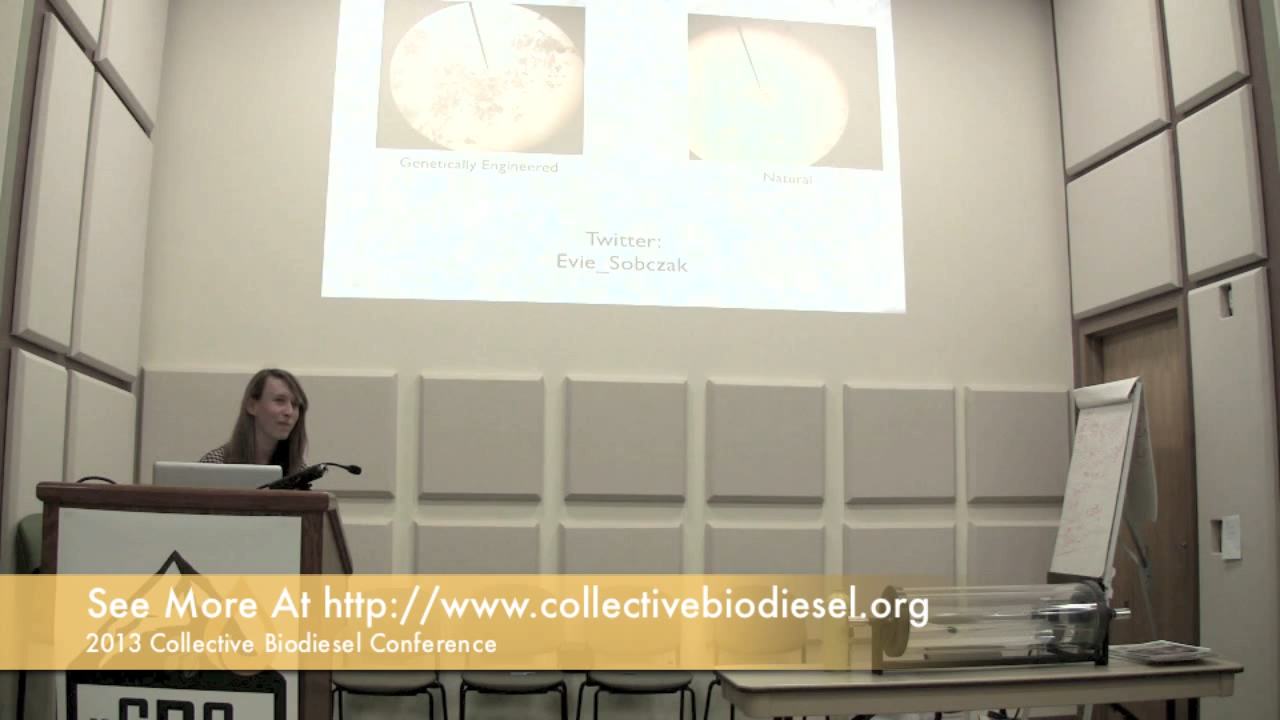 Genetically Engineered
Natural
Twitter:
Evie_Sobczak
See More At http://www.collectivebiodiesel.org
2013 Collective Biodiesel Conference